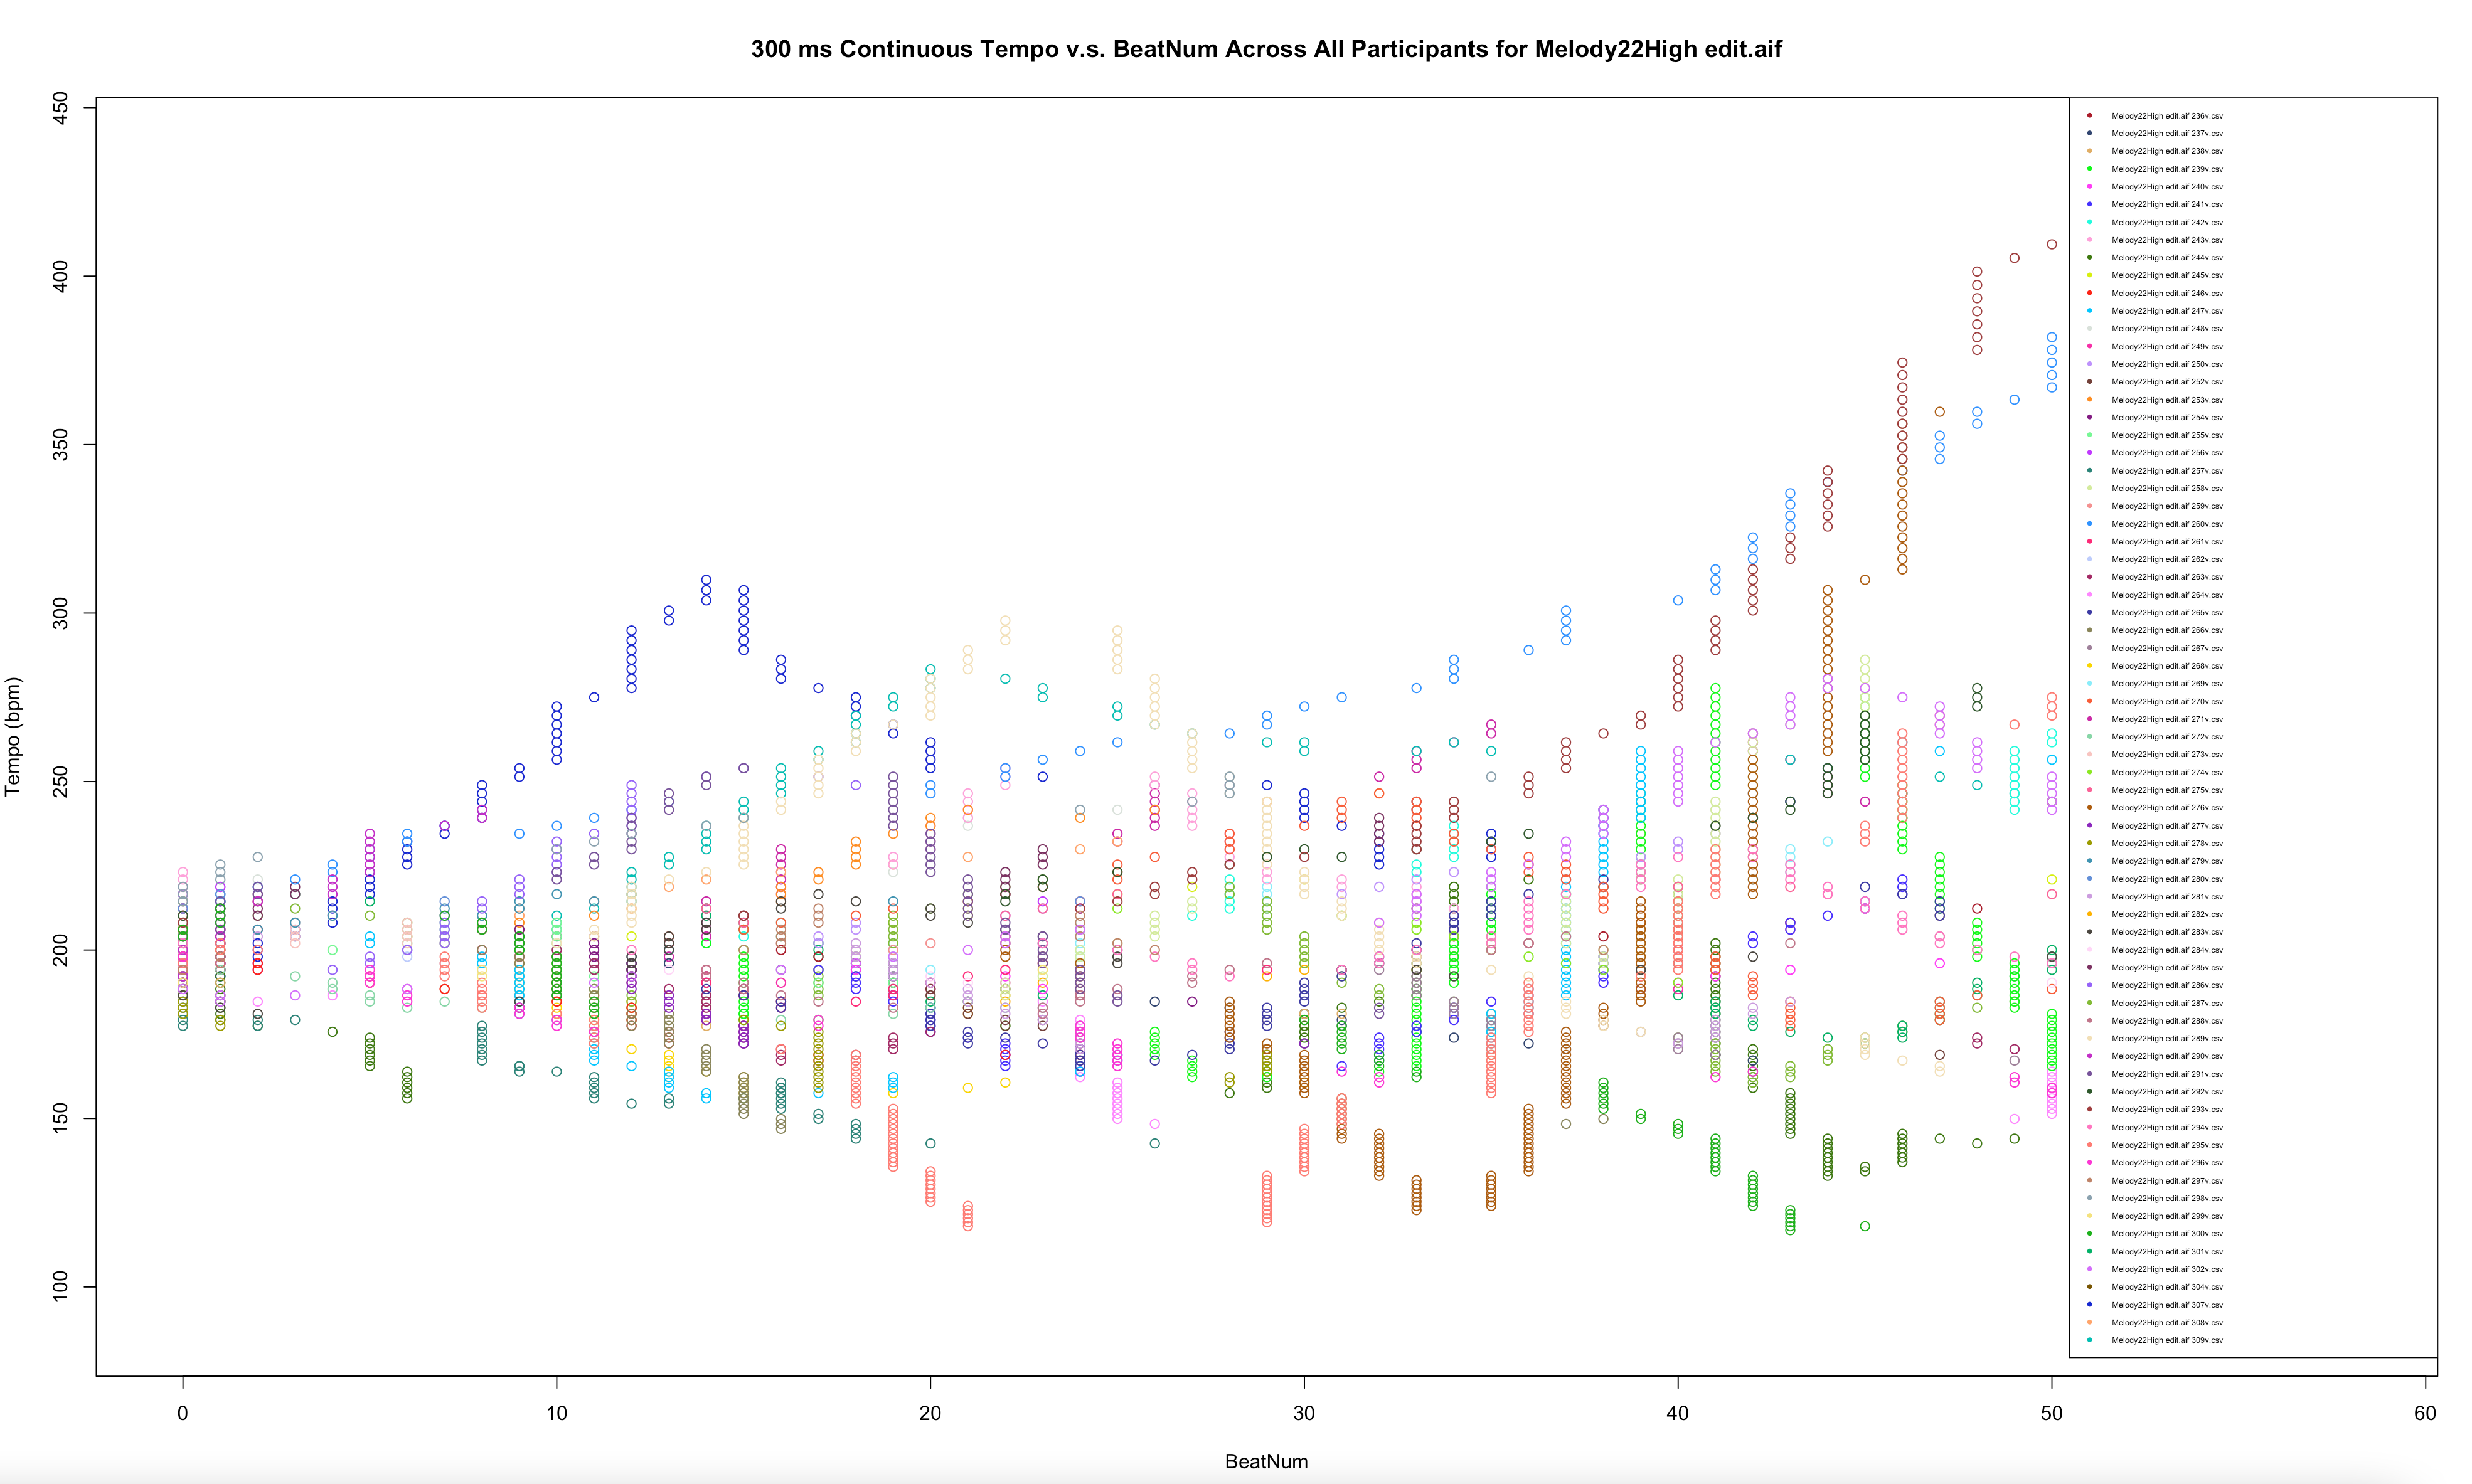 300 ms Continuous Tempo v.s. BeatNum Across All Participants for Melody22High edit.aif
Tempo (bpm)
450
400
350
300
250
200
150
100
Melody22High edit.aif 236v.csv
Melody22High edit.aif 237v.csv
Melody22High edit.aif 238v.csv
Melody22High edit.aif 239v.csv
Melody22High edit.aif 240v.csv
Melody22High edit.aif 241v.csv
Melody22High edit.aif 242v.csv
Melody22High edit.aif 243v.csv
Melody22High edit.aif 244v.csv
Melody22High edit.aif 245v.csv
Melody22High edit.aif 246v.csv
Melody22High edit.aif 247v.csv
Melody22High edit.aif 248v.csv
Melody22High edit.aif 249v.csv
Melody22High edit.aif 250v.csv
Melody22High edit.aif 252v.csv
Melody22High edit.aif 253v.csv
Melody22High edit.aif 254v.csv
Melody22High edit.aif 255v.csv
Melody22High edit.aif 256v.csv
Melody22High edit.aif 257v.csv
Melody22High edit.aif 258v.csv
Melody22High edit.aif 259v.csv
Melody22High edit.aif 260v.csv
Melody22High edit.aif 261v.csv
Melody22High edit.aif 262v.csv
Melody22High edit.aif 263v.csv
Melody22High edit.aif 264v.csv
Melody22High edit.aif 265v.csv
Melody22High edit.aif 266v.csv
Melody22High edit.aif 267v.csv
Melody22High edit.aif 268v.csv
Melody22High edit.aif 269v.csv
Melody22High edit.aif 270v.csv
Melody22High edit.aif 271v.csv
Melody22High edit.aif 272v.csv
Melody22High edit.aif 273v.csv
Melody22High edit.aif 274v.csv
Melody22High edit.aif 275v.csv
Melody22High edit.aif 276v.csv
Melody22High edit.aif 277v.csv
Melody22High edit.aif 278v.csv
Melody22High edit.aif 279v.csv
Melody22High edit.aif 280v.csv
Melody22High edit.aif 281v.csv
Melody22High edit.aif 282v.csv
Melody22High edit.aif 283v.csv
Melody22High edit.aif 284v.csv
Melody22High edit.aif 285v.csv
Melody22High edit.aif 286v.csv
Melody22High edit.aif 287v.csv
Melody22High edit.aif 288v.csv
Melody22High edit.aif 289v.csv
Melody22High edit.aif 290v.csv
Melody22High edit.aif 291v.csv
Melody22High edit.aif 292v.csv
Melody22High edit.aif 293v.csv
Melody22High edit.aif 294v.csv
Melody22High edit.aif 295v.csv
Melody22High edit.aif 296v.csv
Melody22High edit.aif 297v.csv
Melody22High edit.aif 298v.csv
Melody22High edit.aif 299v.csv
Melody22High edit.aif 300v.csv
Melody22High edit.aif 301v.csv
Melody22High edit.aif 302v.csv
Melody22High edit.aif 304v.csv
Melody22High edit.aif 307v.csv
Melody22High edit.aif 308v.csv
Melody22High edit.aif 309v.csv
0 10 20 30 40 50 60
BeatNum